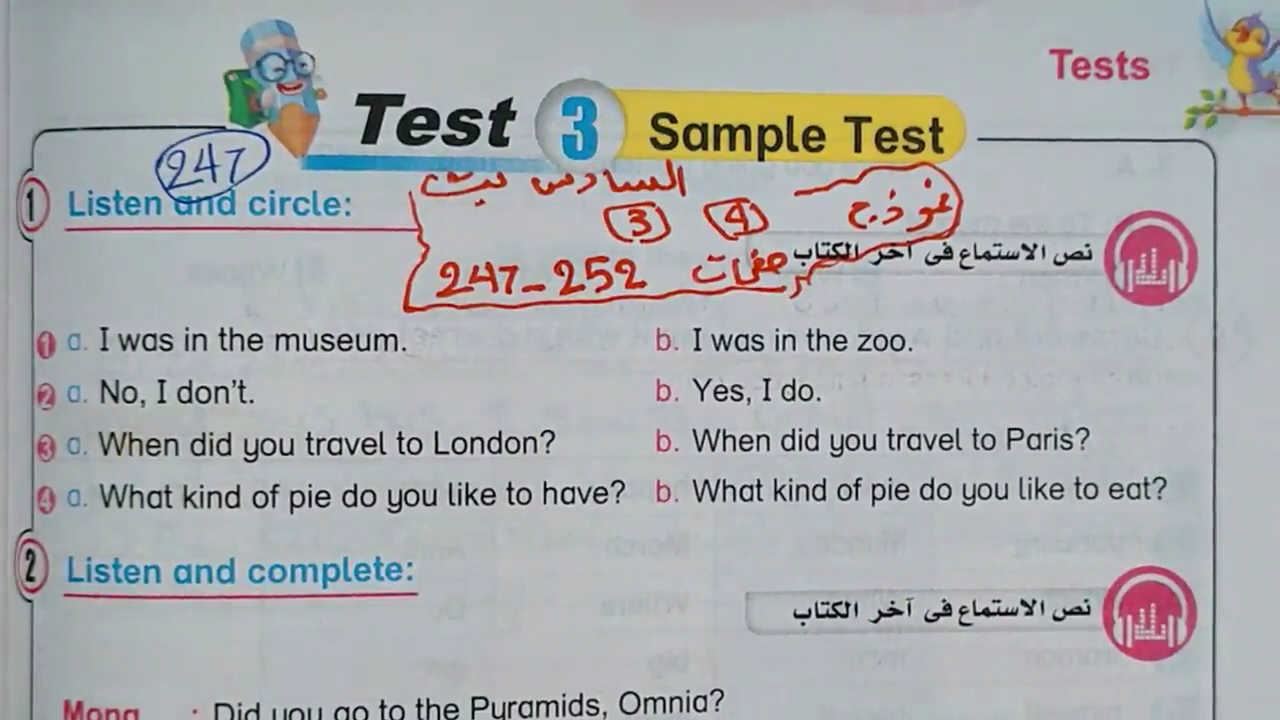 Tests
Test 3 Sample Test
247
1 Listen and circle:
السادس
نموذج 3 4
صفحات 247-252
نص الاستماع فى آخر الكتاب
1 a. I was in the museum. b. I was in the zoo.
2 a. No, I don't. b. Yes, I do.
3 a. When did you travel to London? b. When did you travel to Paris?
4 a. What kind of pie do you like to have? b. What kind of pie do you like to eat?
2 Listen and complete:
نص الاستماع فى آخر الكتاب
Mona : Did you go to the Pyramids, Omnia?